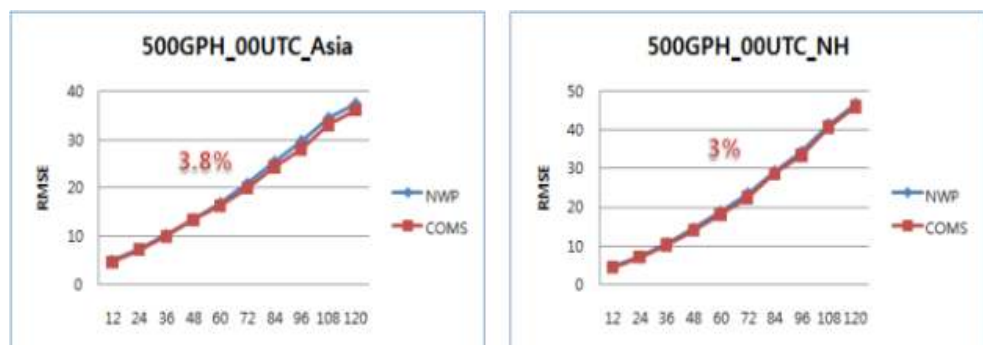 500GPH_00UTC_Asia
40
30
20
10
0
RMSE
3.8%
NWP
COMS
12 24 36 48 60 72 84 96 108 120
500GPH_00UTC_NH
50
40
30
20
10
0
RMSE
3%
NWP
COMS
12 24 36 48 60 72 84 96 108 120